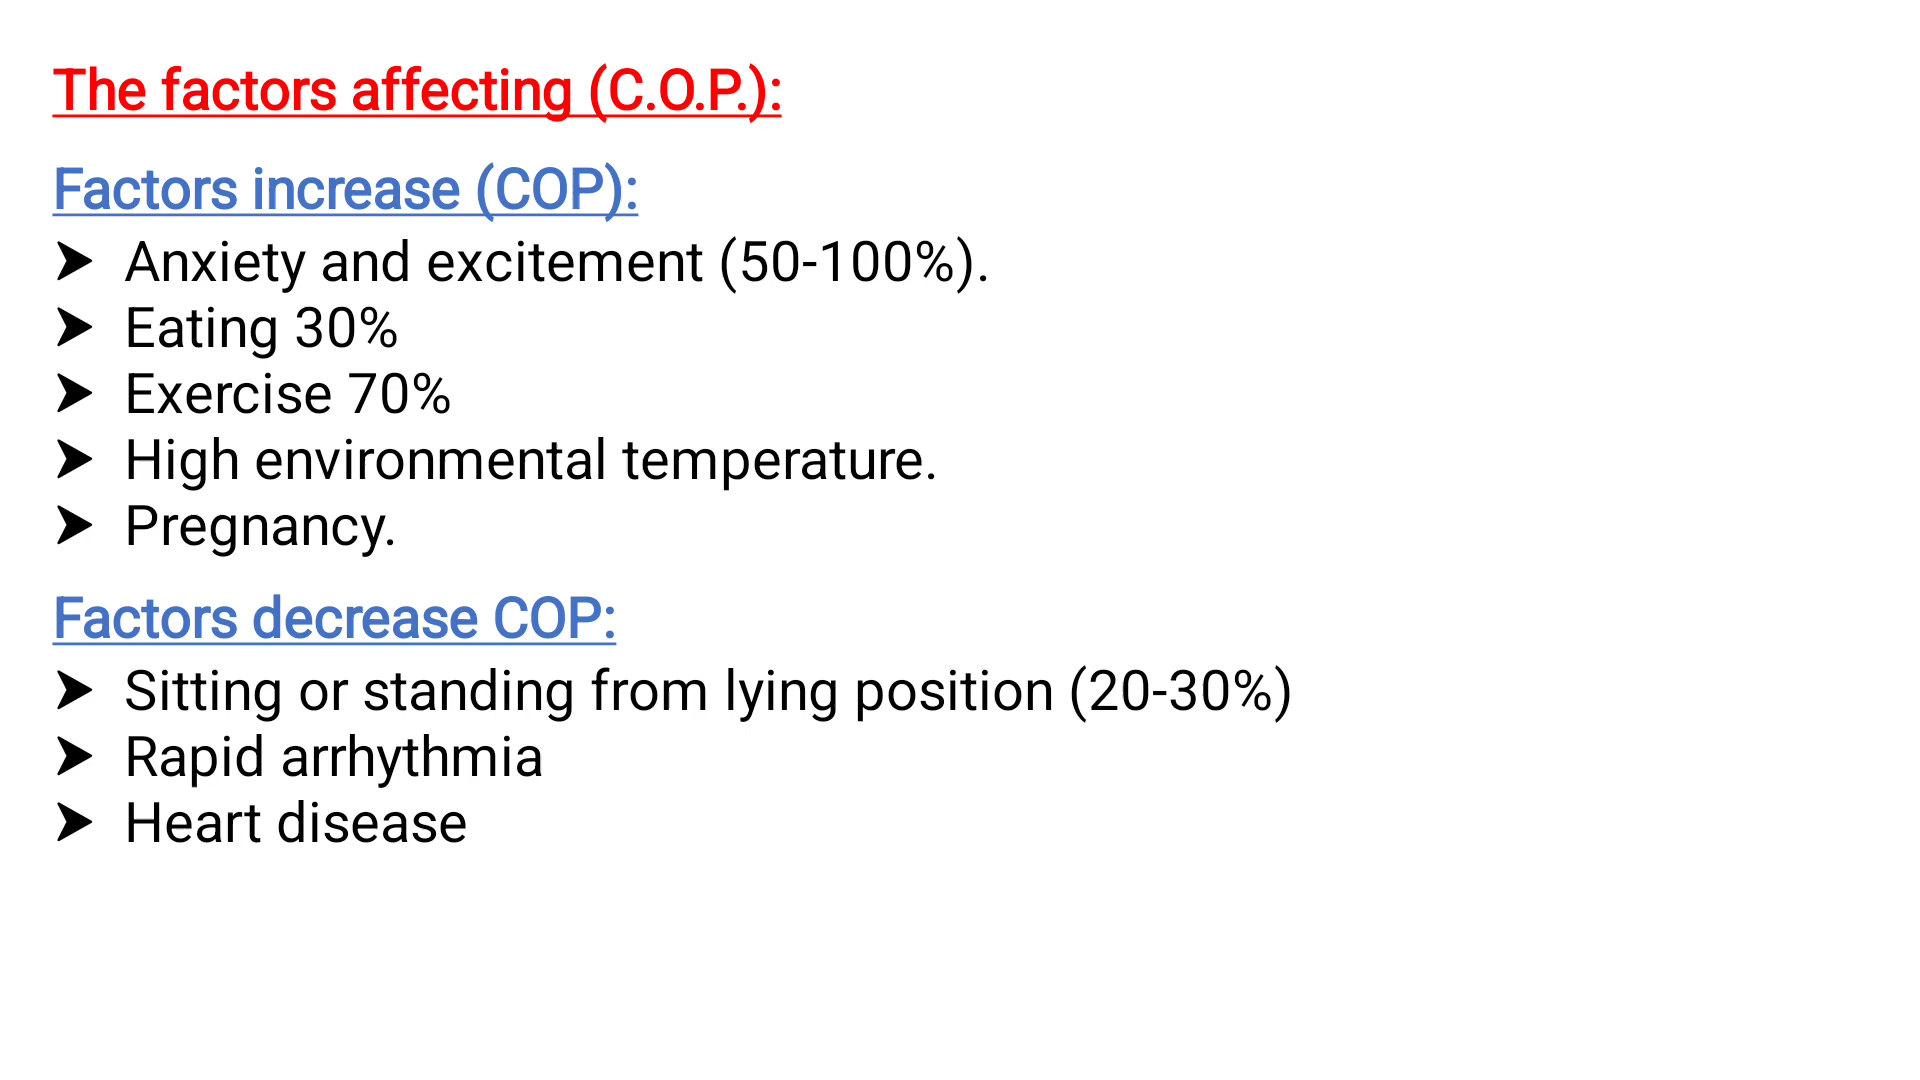 The factors affecting (C.O.P.):
Factors increase (COP):
➤ Anxiety and excitement (50-100%).
➤ Eating 30%
➤ Exercise 70%
➤ High environmental temperature.
➤ Pregnancy.
Factors decrease COP:
➤ Sitting or standing from lying position (20-30%)
➤ Rapid arrhythmia
➤ Heart disease